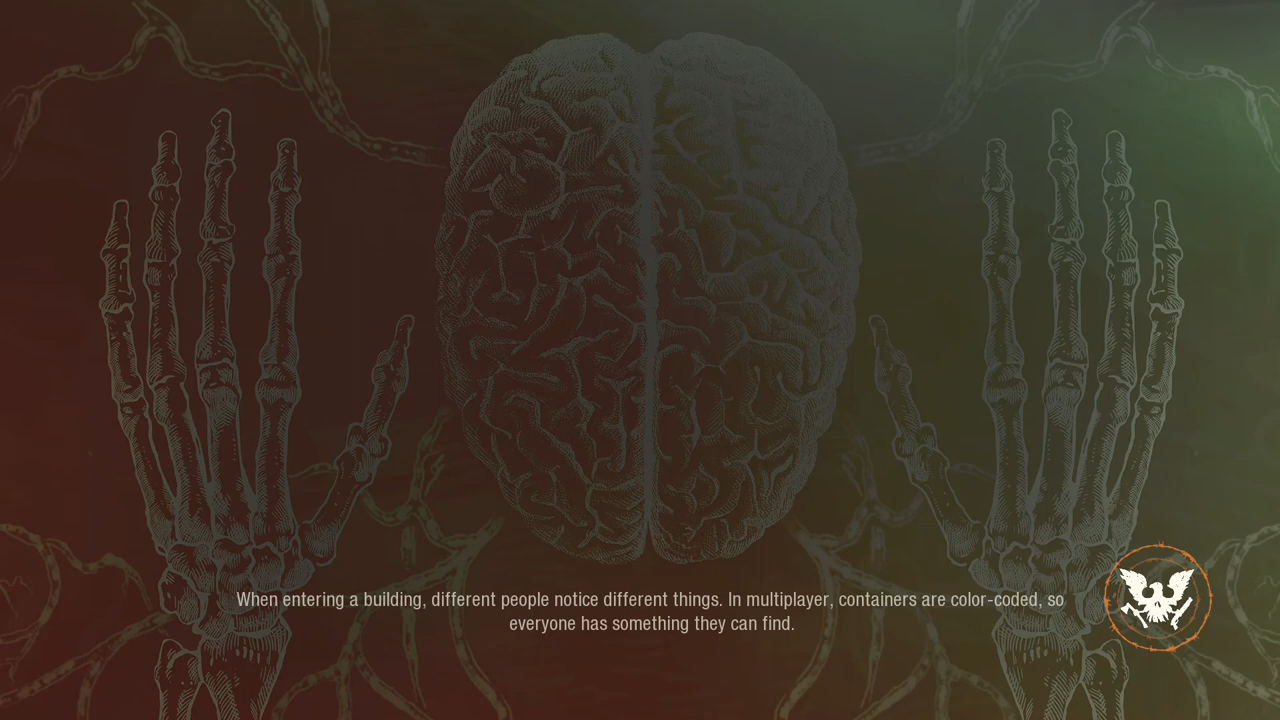 When entering a building, different people notice different things. In multiplayer, containers are color-coded, so
everyone has something they can find.